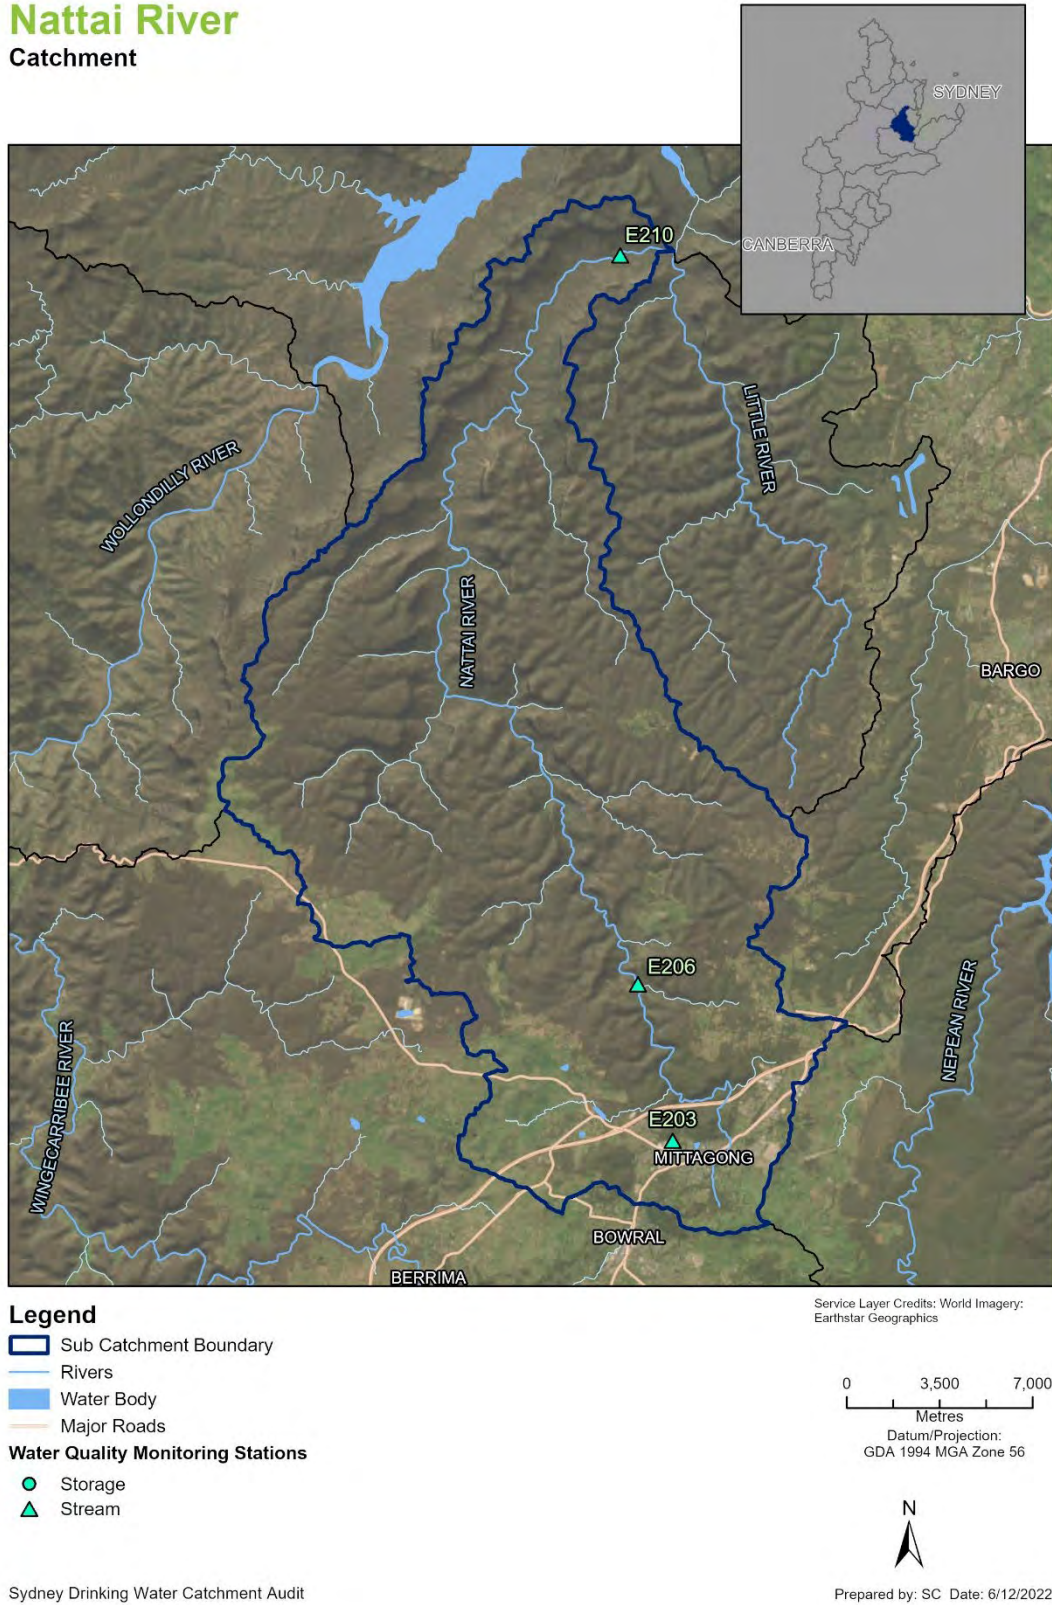 Nattai River
Catchment
SYDNEY
CANBERRA
E210
LITTLE RIVER
WOLLONDILLY RIVER
NATTAI RIVER
BARGO
E206
NEPEAN RIVER
WINGECARRIBEE RIVER
E203
MITTAGONG
BOWRAL
BERRIMA
Legend
Sub Catchment Boundary
Rivers
Water Body
Major Roads
Water Quality Monitoring Stations
Storage
Stream
Service Layer Credits: World Imagery:
Earthstar Geographics
0 3,500 7,000
Metres
Datum/Projection:
GDA 1994 MGA Zone 56
N
Sydney Drinking Water Catchment Audit
Prepared by: SC Date: 6/12/2022